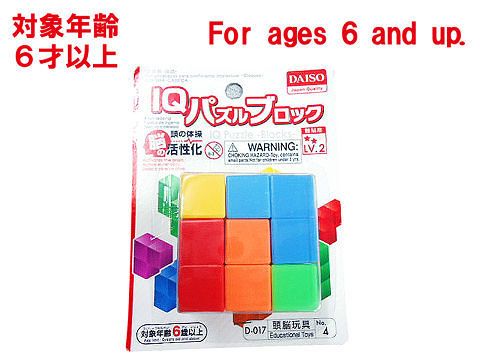 対象年齢
６才以上
For ages 6 and up.
DAISO
Japan Quality
IQパズルブロック
IQ Puzzle -Blocks-
頭の体操
脳の活性化
難易度
LV.2
WARNING:
CHOKING HAZARD-Toy, contains
small parts. Not for children under 3 yrs.
対象年齢6歳以上
D-017
頭脳玩具
Educational Toys
No.
4